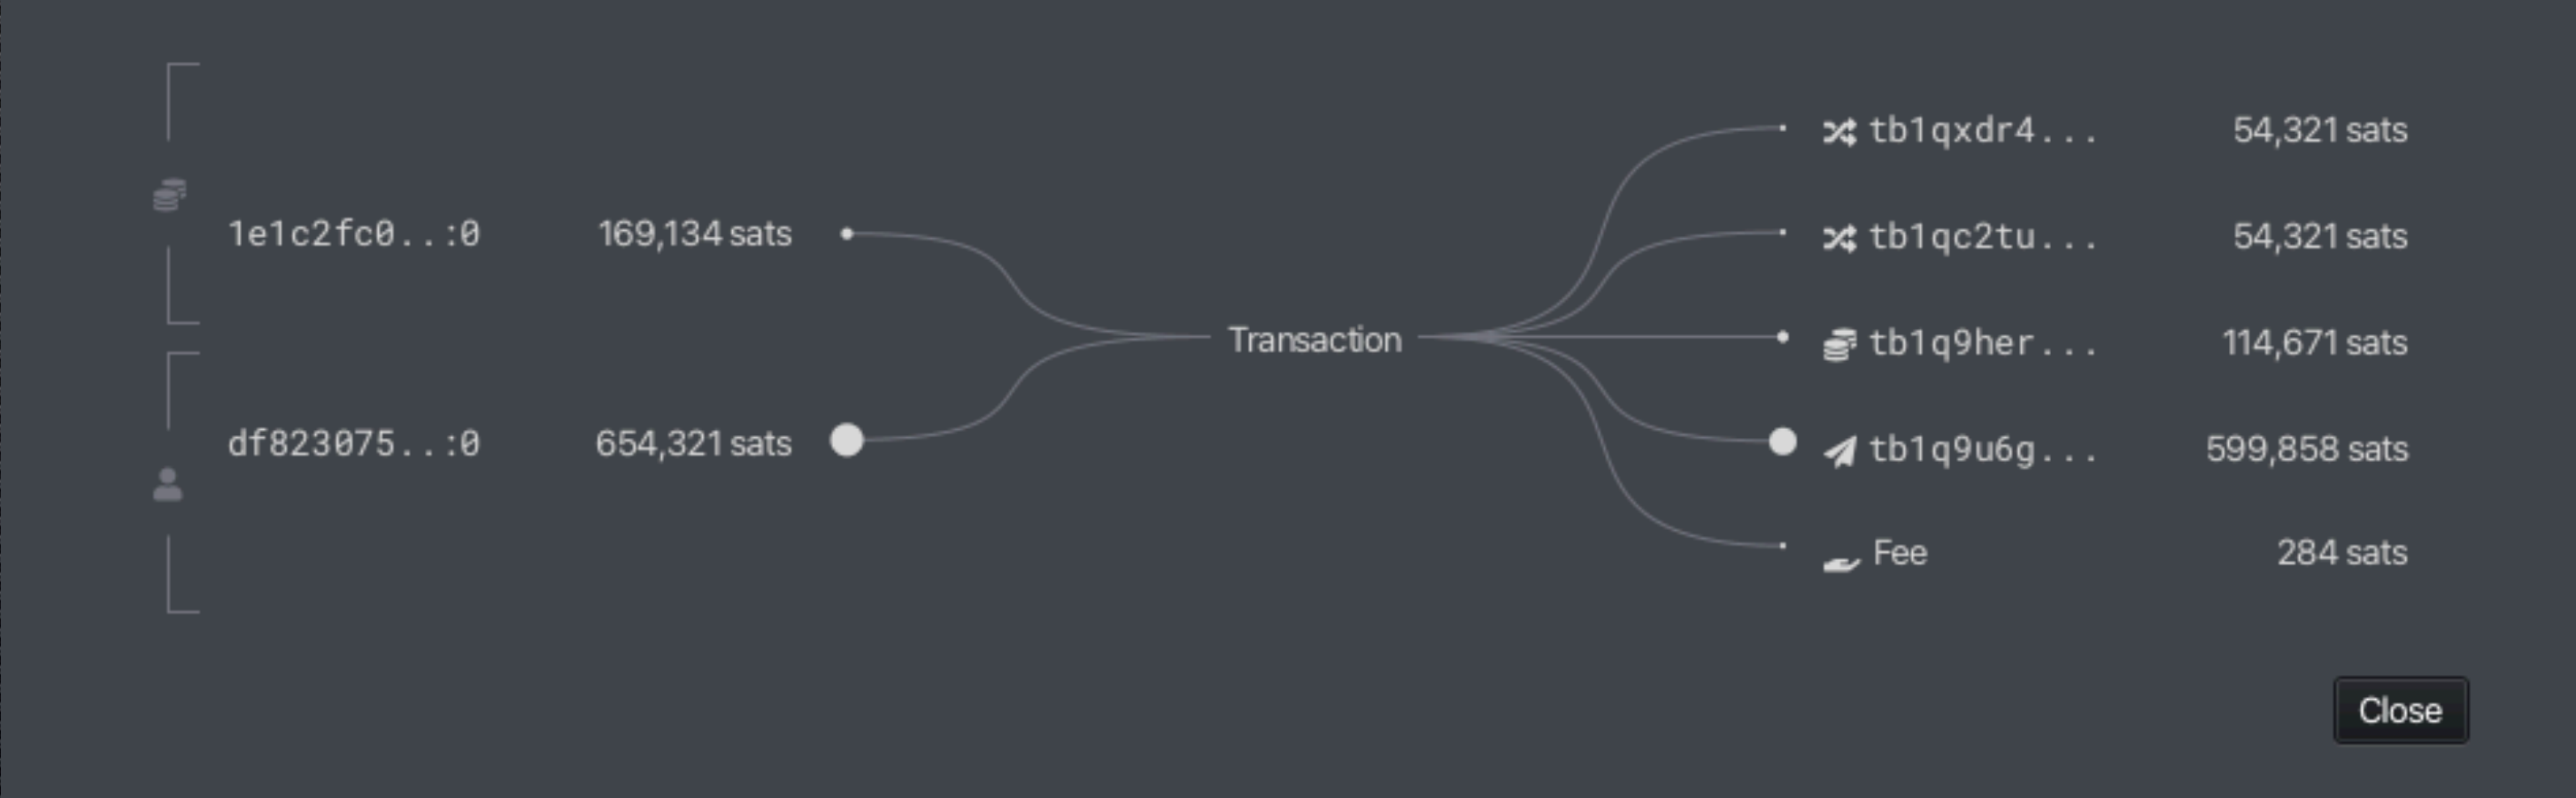 tb1qxdr4... 54,321 sats
1e1c2fc0..:0 169,134 sats
tb1qc2tu... 54,321 sats
Transaction
tb1q9her... 114,671 sats
df823075..:0 654,321 sats
tb1q9u6g... 599,858 sats
Fee 284 sats
Close